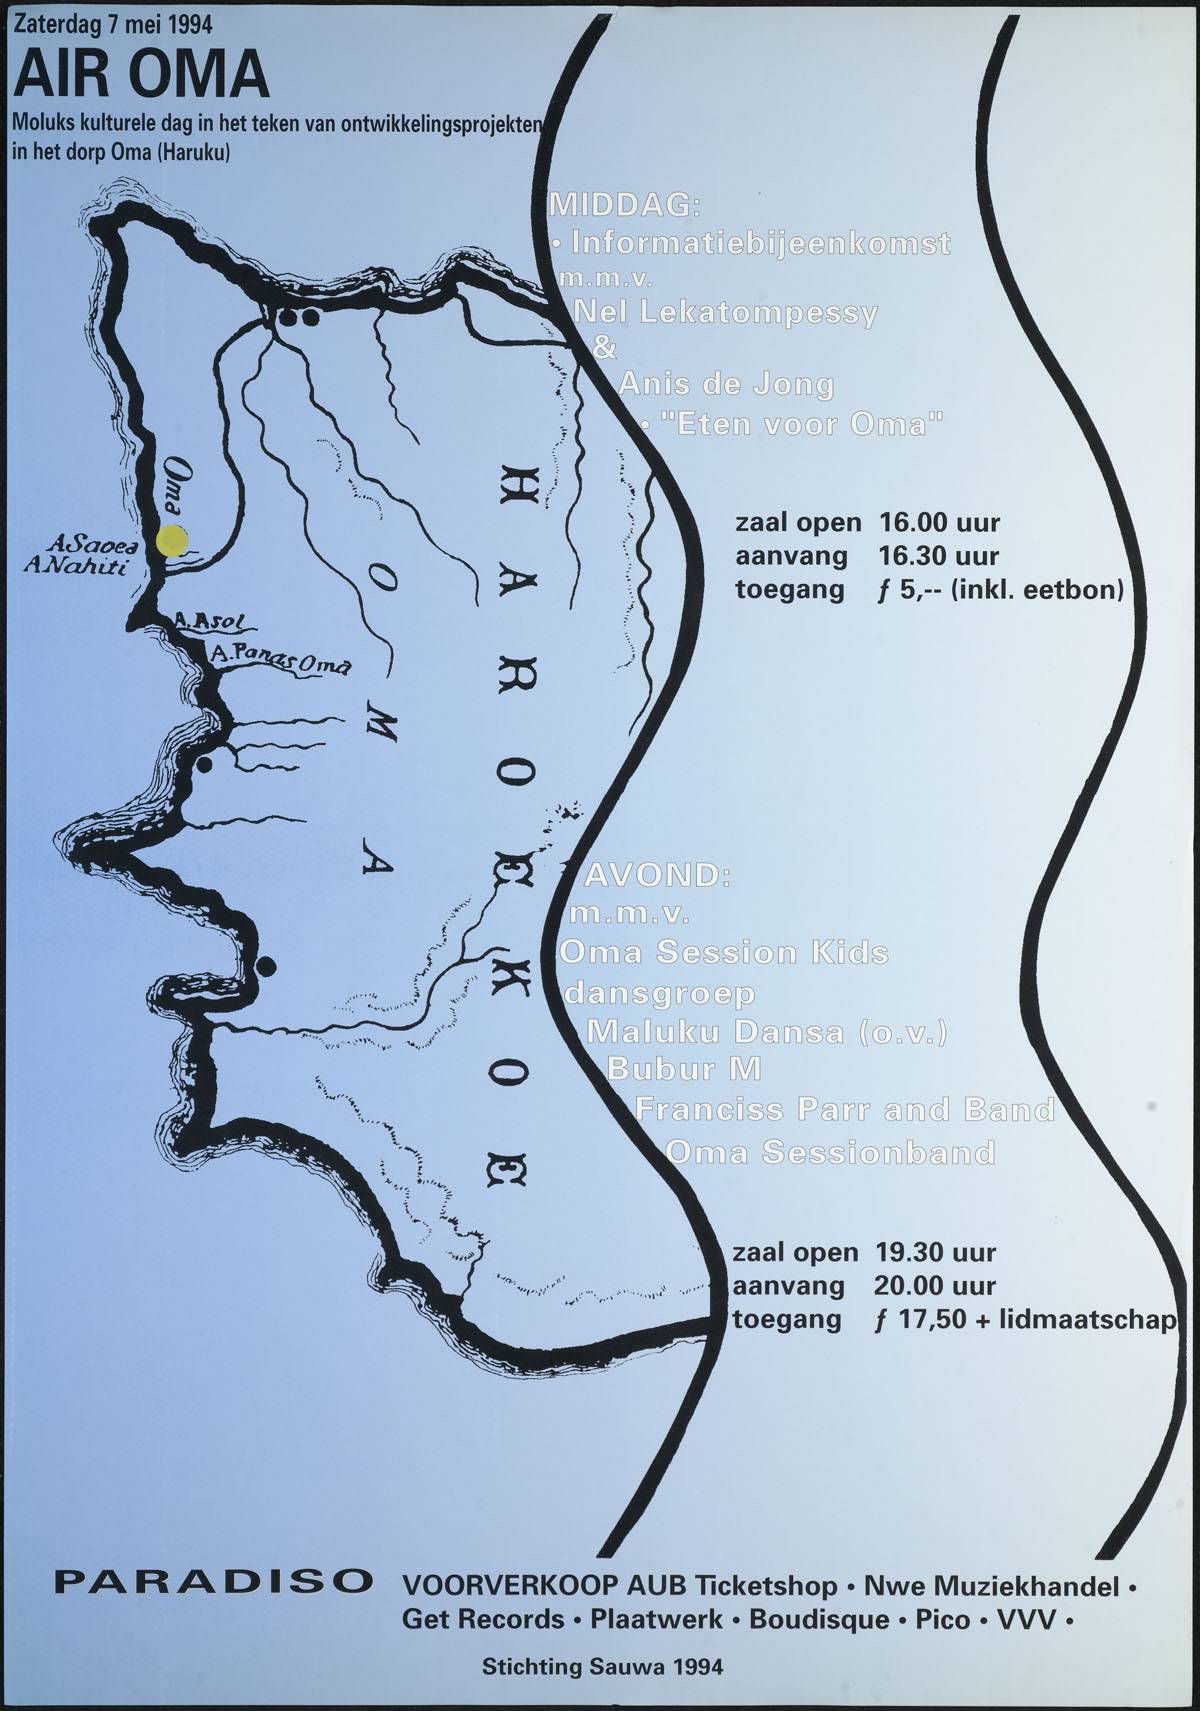 Zaterdag 7 mei 1994
AIR OMA
Moluks kulturele dag in het teken van ontwikkelingsprojekten
in het dorp Oma (Haruku)
MIDDAG:
• Informatiebijeenkomst
m.m.v.
Nel Lekatompessy
&
Anis de Jong
• "Eten voor Oma"
zaal open 16.00 uur
aanvang 16.30 uur
toegang ƒ 5,-- (inkl. eetbon)
Oma
A Saoea
A Nahiti
A. Asol
A. Panas Oma
OMA
HAROEKOE
AVOND:
m.m.v.
Oma Session Kids
dansgroep
Maluku Dansa (o.v.)
Bubur M
Franciss Parr and Band
Oma Sessionband
zaal open 19.30 uur
aanvang 20.00 uur
toegang ƒ 17,50 + lidmaatschap
PARADISO
VOORVERKOOP AUB Ticketshop • Nwe Muziekhandel •
Get Records • Plaatwerk • Boudisque • Pico • VVV •
Stichting Sauwa 1994